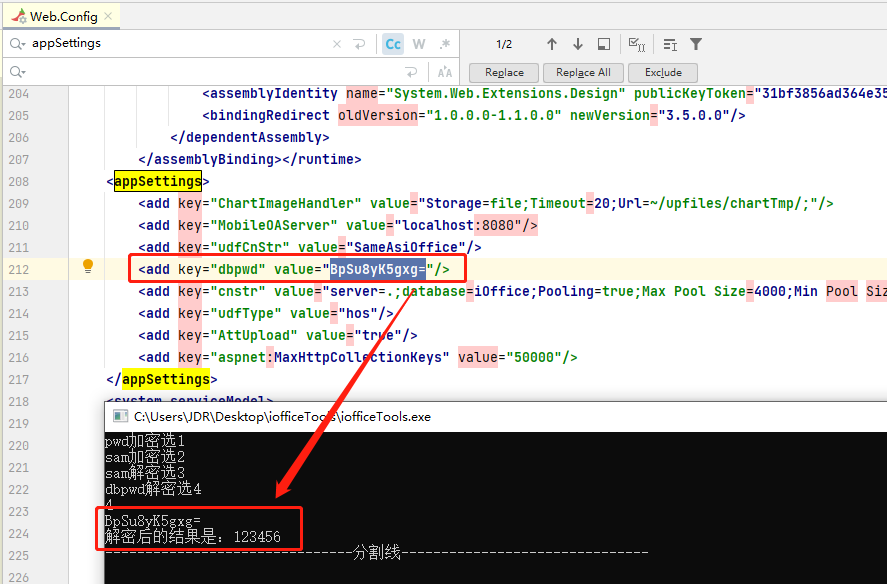 Web.Config
appSettings
Cc W .*
1/2
Replace Replace All Exclude
204 <assemblyIdentity name="System.Web.Extensions.Design" publicKeyToken="31bf3856ad364e35
205 <bindingRedirect oldVersion="1.0.0.0-1.1.0.0" newVersion="3.5.0.0"/>
206 </dependentAssembly>
207 </assemblyBinding></runtime>
208 <appSettings>
209 <add key="ChartImageHandler" value="Storage=file;Timeout=20;Url=~/upfiles/chartTmp/;"/>
210 <add key="MobileOAServer" value="localhost:8080"/>
211 <add key="udfCnStr" value="SameAsiOffice"/>
212 <add key="dbpwd" value="BpSu8yK5gxg="/>
213 <add key="cnstr" value="server=.;database=iOffice;Pooling=true;Max Pool Size=4000;Min Pool Siz
214 <add key="udfType" value="hos"/>
215 <add key="AttUpload" value="true"/>
216 <add key="aspnet:MaxHttpCollectionKeys" value="50000"/>
217 </appSettings>
218 <system.serviceModel>
219
220
221
222
223
224
225
226
C:\Users\JDR\Desktop\iofficeTools\iofficeTools.exe
pwd加密选1
sam加密选2
sam解密选3
dbpwd解密选4
4
BpSu8yK5gxg=
解密后的结果是: 123456
-------------------------------分割线-------------------------------